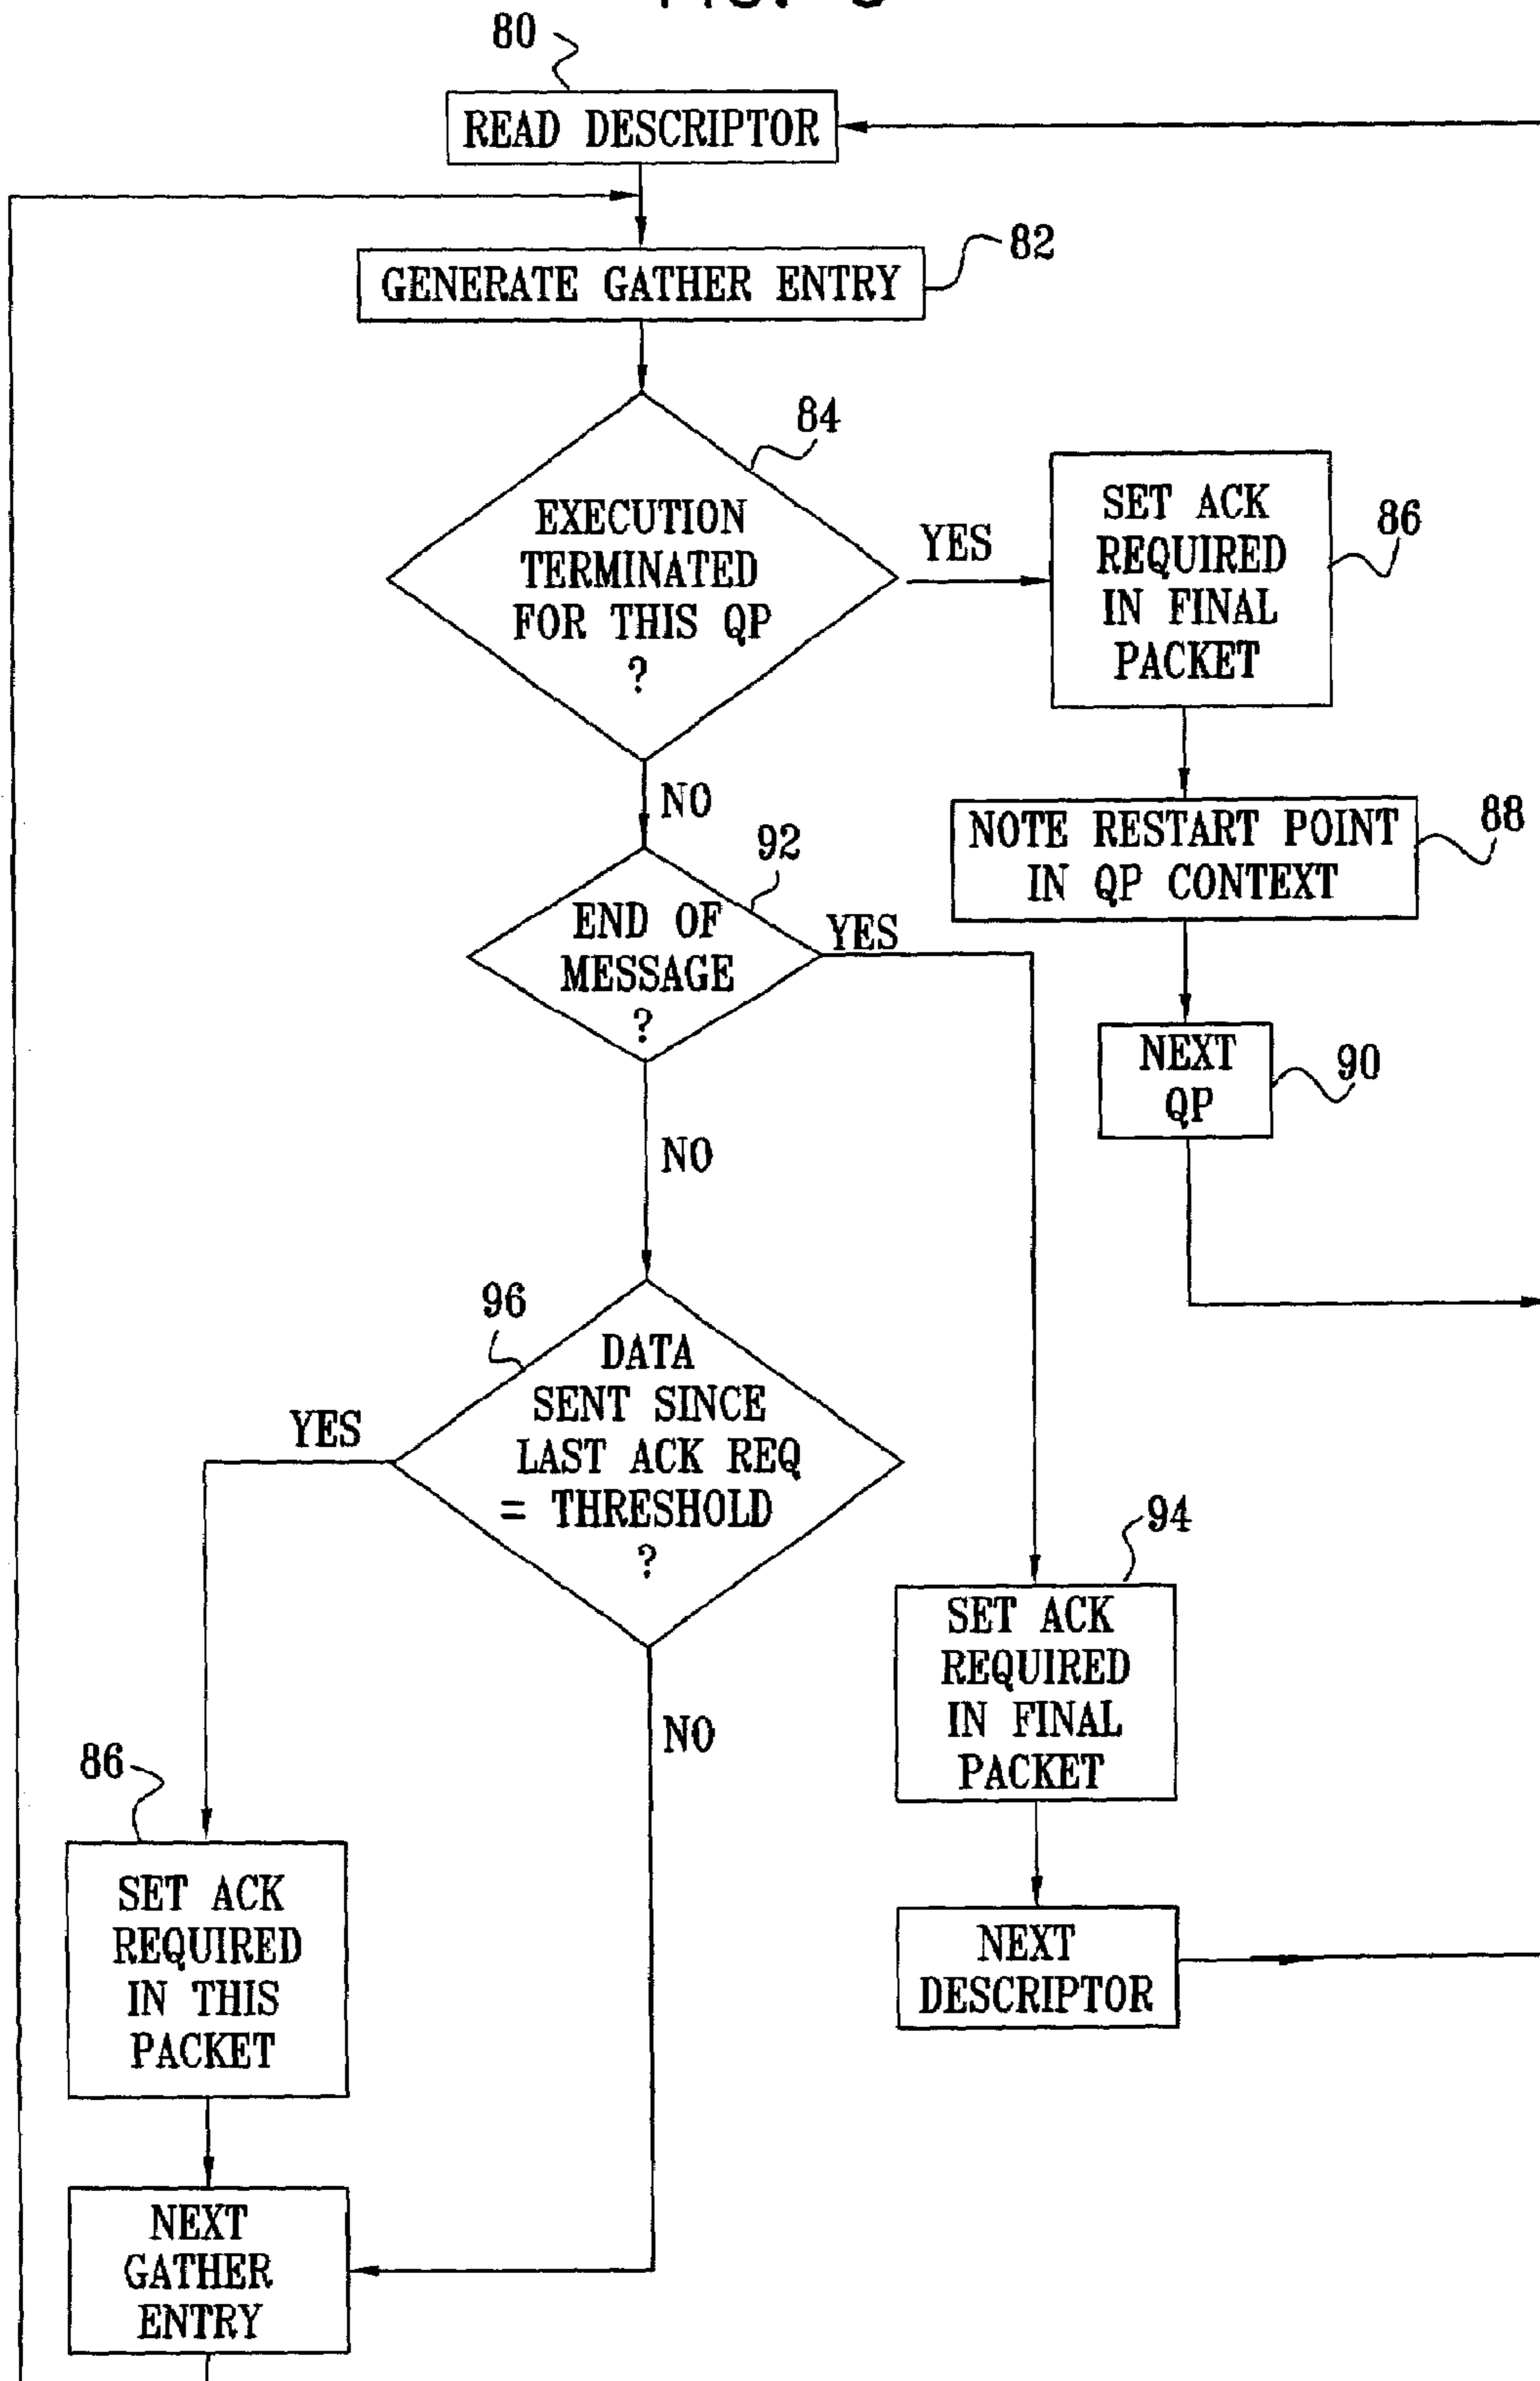 80
READ DESCRIPTOR
GENERATE GATHER ENTRY
82
84
EXECUTION
TERMINATED
FOR THIS QP
?
YES
SET ACK
REQUIRED
IN FINAL
PACKET
86
NO
NOTE RESTART POINT
IN QP CONTEXT
88
92
END OF
MESSAGE
?
YES
NEXT
QP
90
NO
96
DATA
SENT SINCE
LAST ACK REQ
= THRESHOLD
?
YES
NO
94
SET ACK
REQUIRED
IN FINAL
PACKET
86
SET ACK
REQUIRED
IN THIS
PACKET
NEXT
DESCRIPTOR
NEXT
GATHER
ENTRY